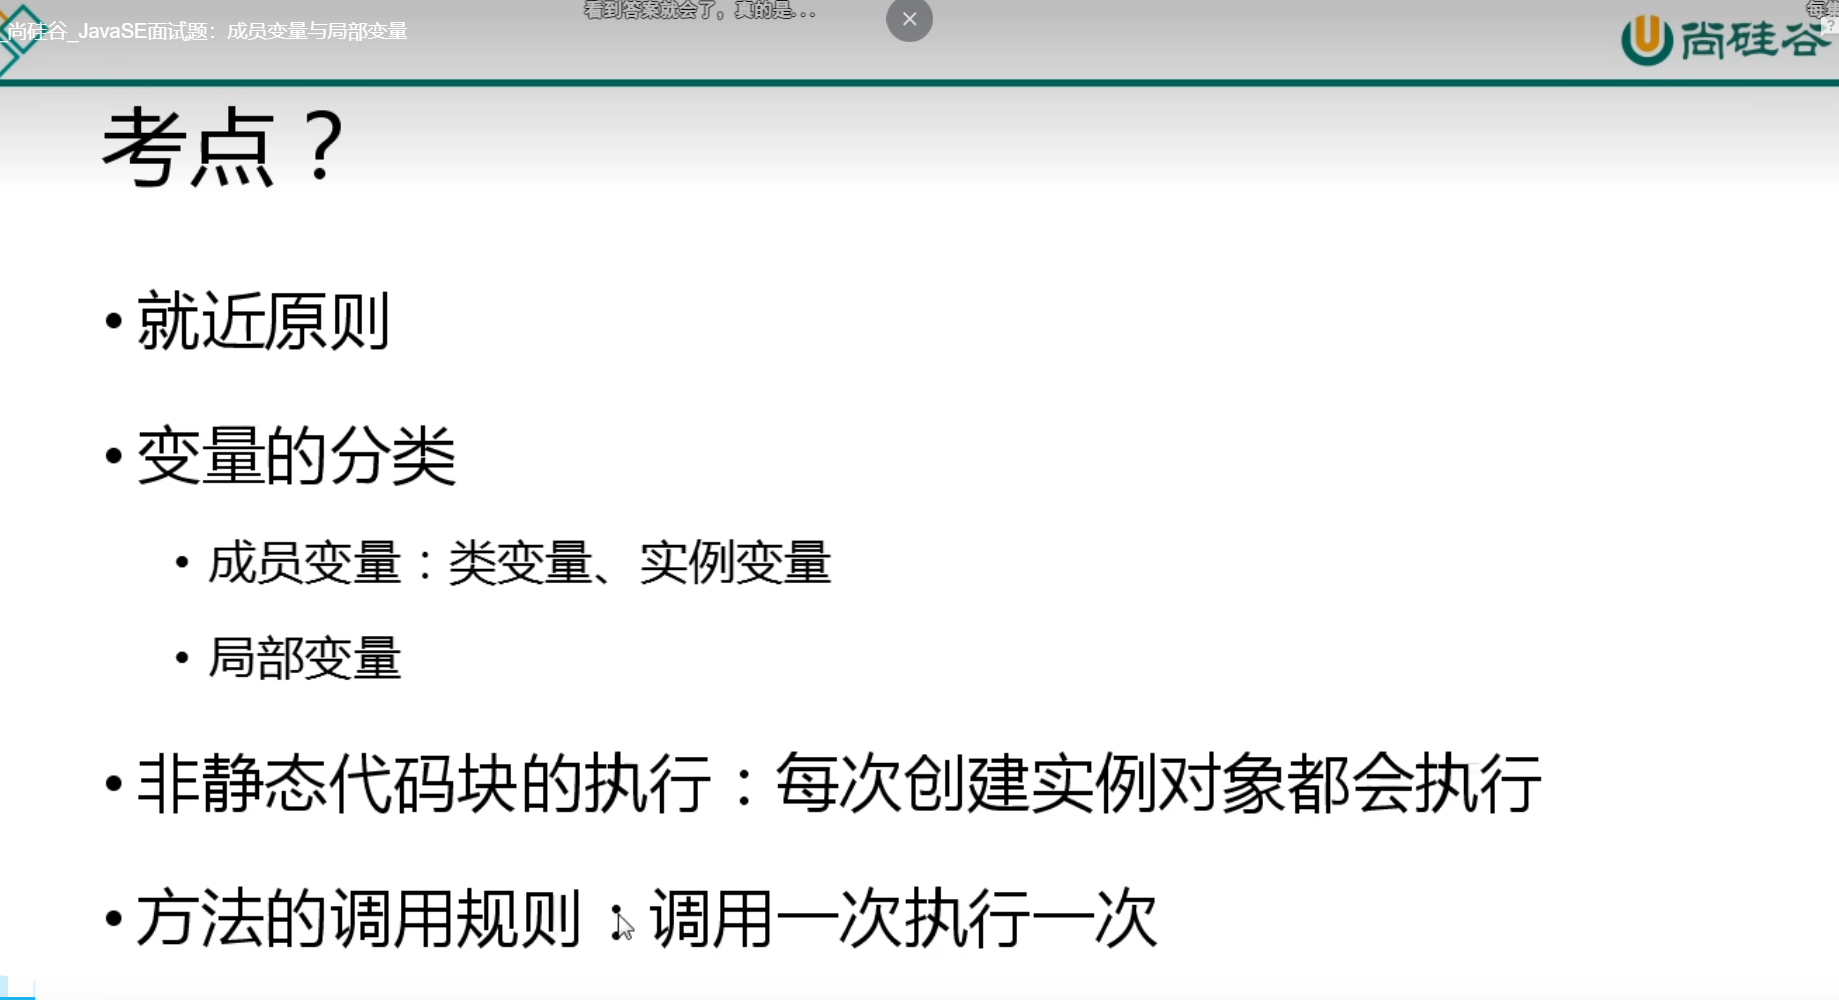 看到答案就会了，真的是...
尚硅谷_JavaSE面试题：成员变量与局部变量
尚硅谷
考点？
• 就近原则
• 变量的分类
• 成员变量：类变量、实例变量
• 局部变量
• 非静态代码块的执行：每次创建实例对象都会执行
• 方法的调用规则：调用一次执行一次